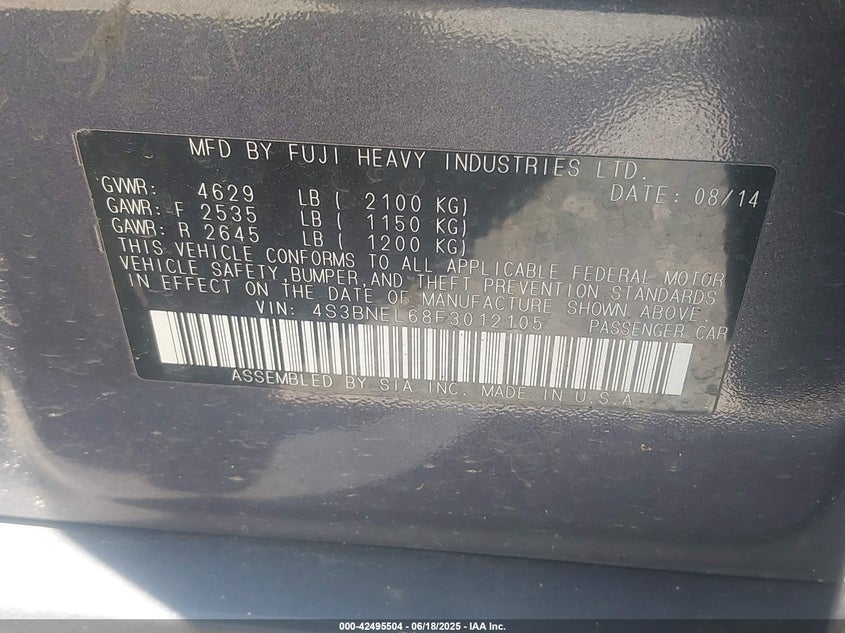 MFD BY FUJI HEAVY INDUSTRIES LTD.
DATE: 08/14
GVWR: 4629 LB ( 2100 KG)
GAWR: F 2535 LB ( 1150 KG)
GAWR: R 2645 LB ( 1200 KG)
THIS VEHICLE CONFORMS TO ALL APPLICABLE FEDERAL MOTOR
VEHICLE SAFETY, BUMPER, AND THEFT PREVENTION STANDARDS
IN EFFECT ON THE DATE OF MANUFACTURE SHOWN ABOVE.
VIN: 4S3BNEL68F3012105 PASSENGER CAR
ASSEMBLED BY SIA INC. MADE IN U.S.A
000-42495504 - 06/18/2025 - IAA Inc.